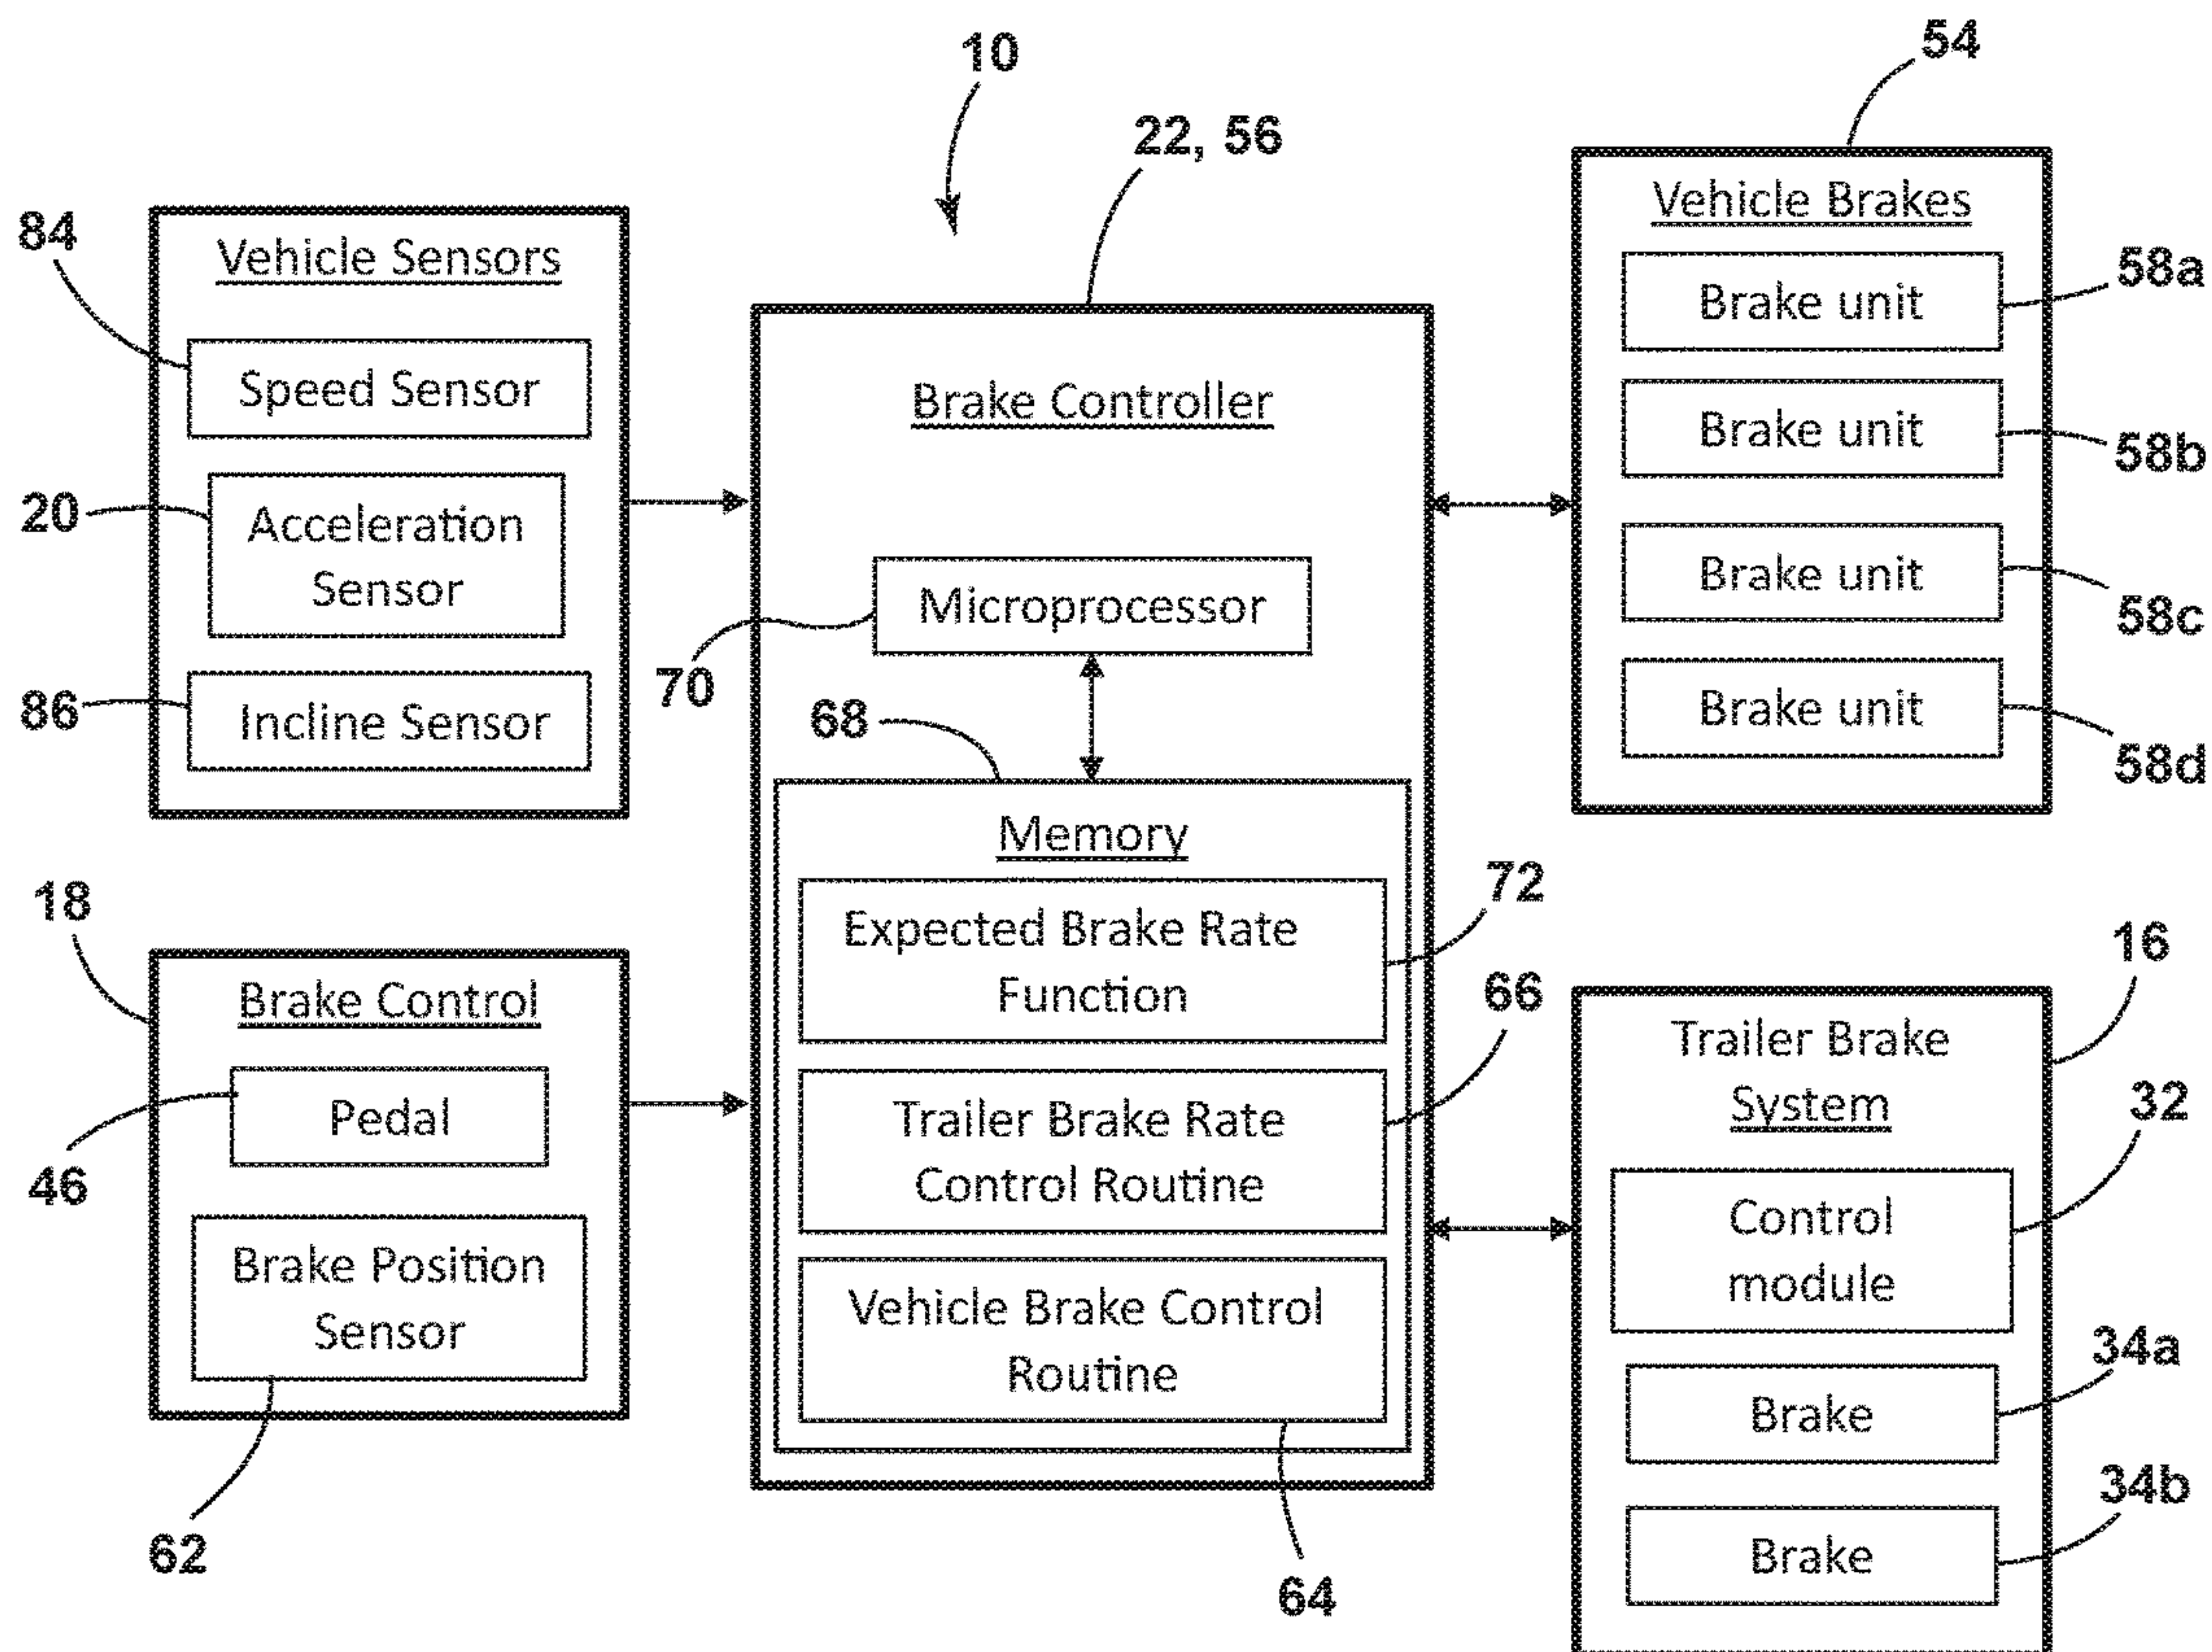 10
22, 56
54
84
Vehicle Sensors
Speed Sensor
20
Acceleration
Sensor
86
Incline Sensor
18
Brake Control
Pedal
46
Brake Position
Sensor
62
Brake Controller
Microprocessor
70
68
Memory
Expected Brake Rate
Function
72
Trailer Brake Rate
Control Routine
66
Vehicle Brake Control
Routine
64
Vehicle Brakes
Brake unit
58a
Brake unit
58b
Brake unit
58c
Brake unit
58d
16
Trailer Brake
System
32
Control
module
34a
Brake
34b
Brake